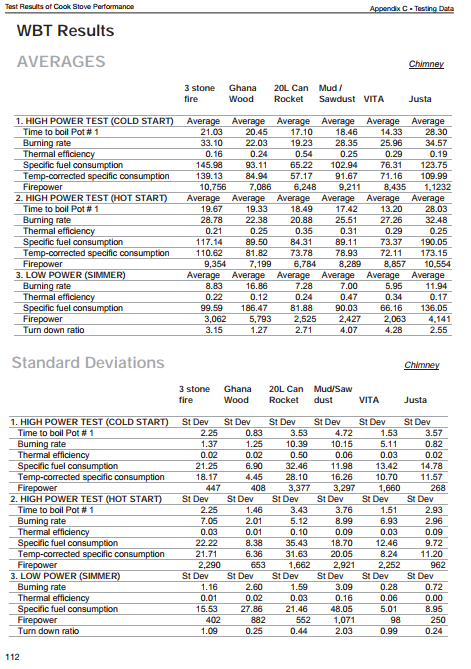 Test Results of Cook Stove Performance Appendix C • Testing Data
WBT Results
AVERAGES Chimney
3 stone fire Ghana Wood 20L Can Rocket Mud / Sawdust VITA Justa
1. HIGH POWER TEST (COLD START) Average Average Average Average Average Average
Time to boil Pot # 1 21.03 20.45 17.10 18.46 14.33 28.30
Burning rate 33.10 22.03 19.23 28.35 25.96 34.57
Thermal efficiency 0.16 0.24 0.54 0.25 0.29 0.19
Specific fuel consumption 145.98 93.11 65.22 102.94 76.31 123.75
Temp-corrected specific consumption 139.13 84.94 57.17 91.67 71.16 109.99
Firepower 10,756 7,086 6,248 9,211 8,435 1,1232
2. HIGH POWER TEST (HOT START) Average Average Average Average Average Average
Time to boil Pot # 1 19.67 19.33 18.49 17.42 13.20 28.03
Burning rate 28.78 22.38 20.88 25.51 27.26 32.48
Thermal efficiency 0.21 0.25 0.35 0.31 0.29 0.25
Specific fuel consumption 117.14 89.50 84.31 89.11 73.37 190.05
Temp-corrected specific consumption 110.62 81.82 73.78 78.93 72.11 173.15
Firepower 9,354 7,199 6,784 8,289 8,857 10,554
3. LOW POWER (SIMMER) Average Average Average Average Average Average
Burning rate 8.83 16.86 7.28 7.00 5.95 11.94
Thermal efficiency 0.22 0.12 0.24 0.47 0.34 0.17
Specific fuel consumption 99.59 186.47 81.88 90.03 66.16 136.05
Firepower 3,062 5,793 2,525 2,427 2,063 4,141
Turn down ratio 3.15 1.27 2.71 4.07 4.28 2.55
Standard Deviations Chimney
3 stone fire Ghana Wood 20L Can Rocket Mud/Saw dust VITA Justa
1. HIGH POWER TEST (COLD START) St Dev St Dev St Dev St Dev St Dev St Dev
Time to boil Pot # 1 2.25 0.83 3.53 4.72 1.53 3.57
Burning rate 1.37 1.25 10.39 10.15 5.11 0.82
Thermal efficiency 0.02 0.02 0.50 0.06 0.03 0.02
Specific fuel consumption 21.25 6.90 32.46 11.98 13.42 14.78
Temp-corrected specific consumption 18.17 4.45 28.10 16.26 10.70 11.57
Firepower 447 408 3,377 3,297 1,660 268
2. HIGH POWER TEST (HOT START) St Dev St Dev St Dev St Dev St Dev St Dev
Time to boil Pot # 1 2.25 1.46 3.43 3.76 1.51 2.93
Burning rate 7.05 2.01 5.12 8.99 6.93 2.96
Thermal efficiency 0.03 0.01 0.10 0.09 0.03 0.09
Specific fuel consumption 22.22 8.38 35.43 18.70 12.46 9.72
Temp-corrected specific consumption 21.71 6.36 31.63 20.05 8.24 11.20
Firepower 2,290 653 1,662 2,921 2,252 962
3. LOW POWER (SIMMER) St Dev St Dev St Dev St Dev St Dev St Dev
Burning rate 1.16 2.60 1.59 3.09 0.28 0.72
Thermal efficiency 0.01 0.02 0.03 0.16 0.06 0.00
Specific fuel consumption 15.53 27.86 21.46 48.05 5.01 8.95
Firepower 402 882 552 1,071 98 250
Turn down ratio 1.09 0.25 0.44 2.03 0.99 0.24
112